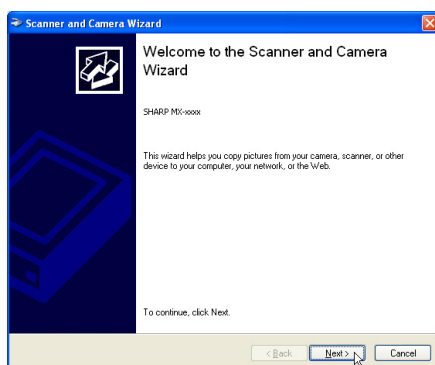 Scanner and Camera Wizard
Welcome to the Scanner and Camera
Wizard
SHARP MX-xxxx
This wizard helps you copy pictures from your camera, scanner, or other
device to your computer, your network, or the Web.
To continue, click Next.
< Back Next > Cancel